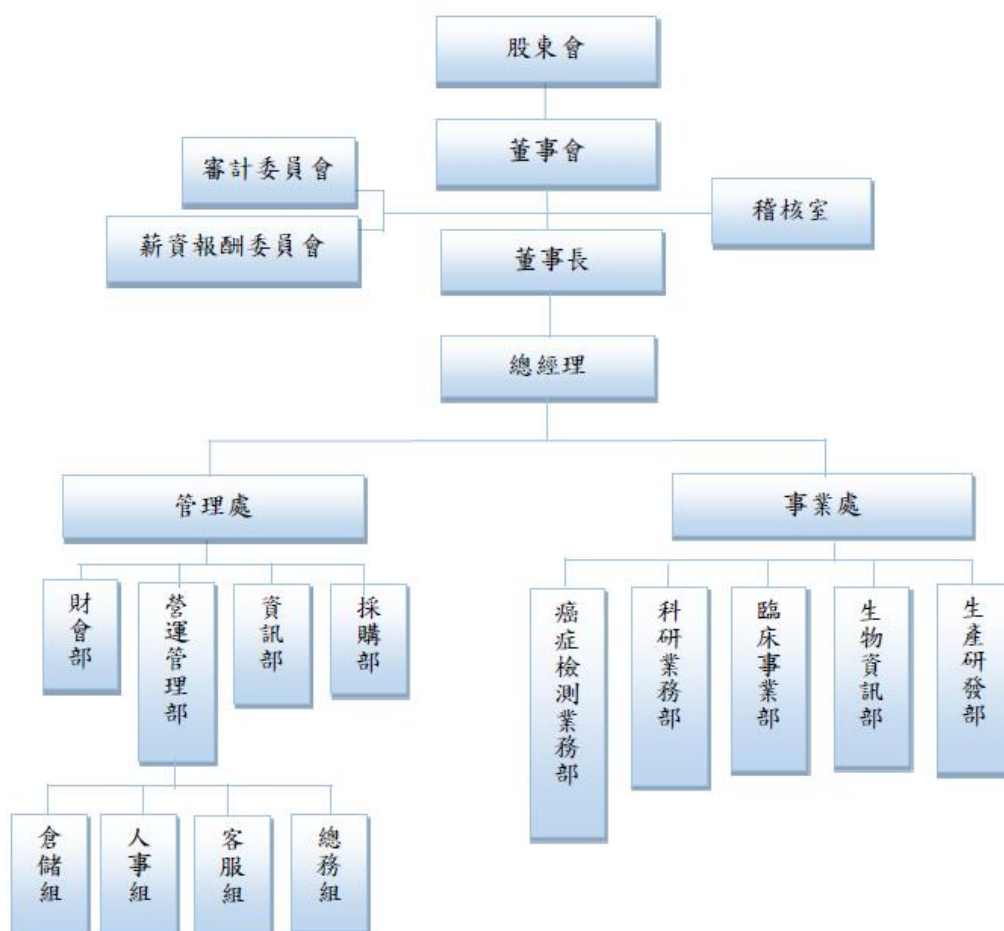 股東會
董事會
審計委員會
稽核室
薪資報酬委員會
董事長
總經理
管理處
事業處
財會部
營運管理部
資訊部
採購部
癌症檢測業務部
科研業務部
臨床事業部
生物資訊部
生產研發部
倉儲組
人事組
客服組
總務組